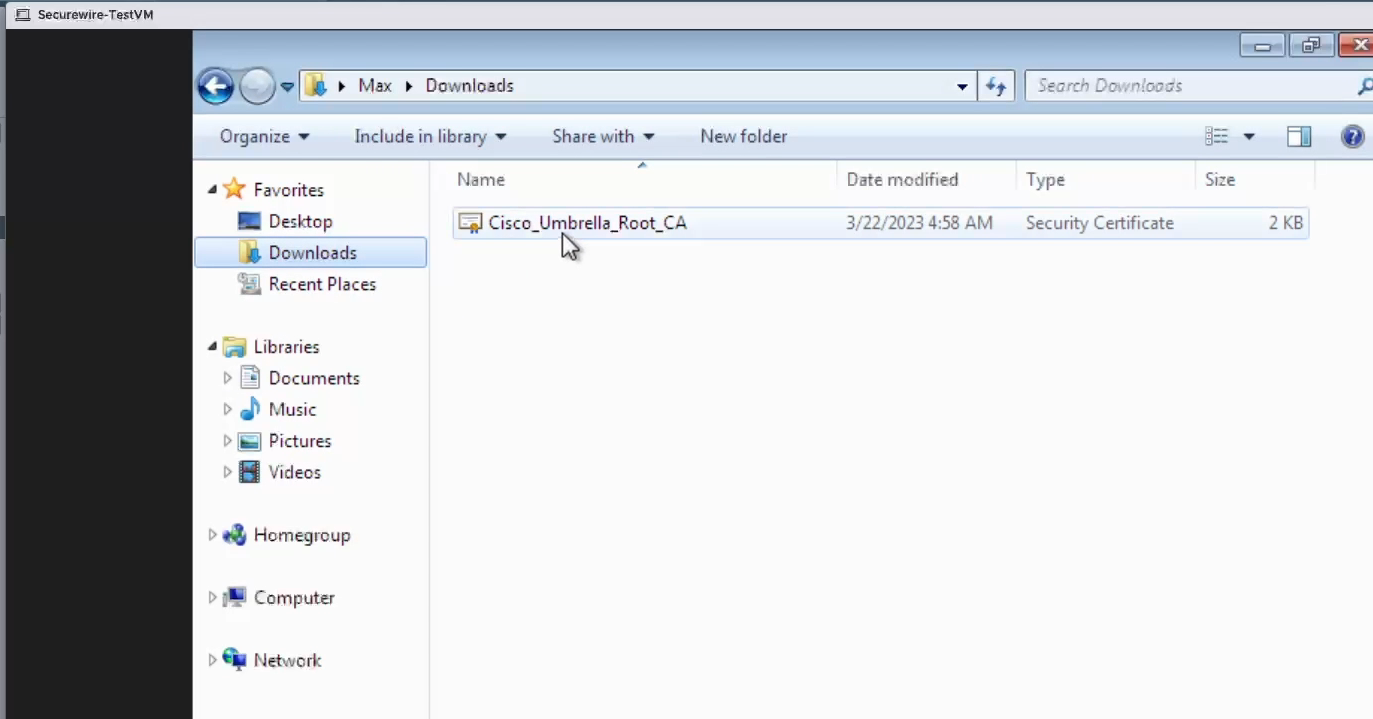 Securewire-TestVM
Max Downloads
Search Downloads
Organize Include in library Share with New folder
Name Date modified Type Size
Cisco_Umbrella_Root_CA 3/22/2023 4:58 AM Security Certificate 2 KB
Favorites
Desktop
Downloads
Recent Places
Libraries
Documents
Music
Pictures
Videos
Homegroup
Computer
Network